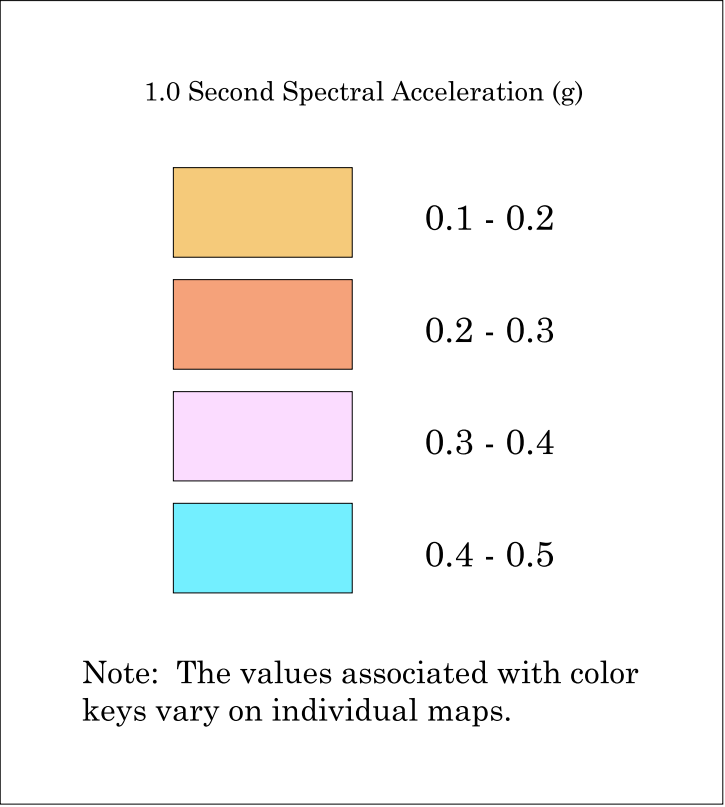 1.0 Second Spectral Acceleration (g)
0.1 - 0.2
0.2 - 0.3
0.3 - 0.4
0.4 - 0.5
Note:  The values associated with color
keys vary on individual maps.